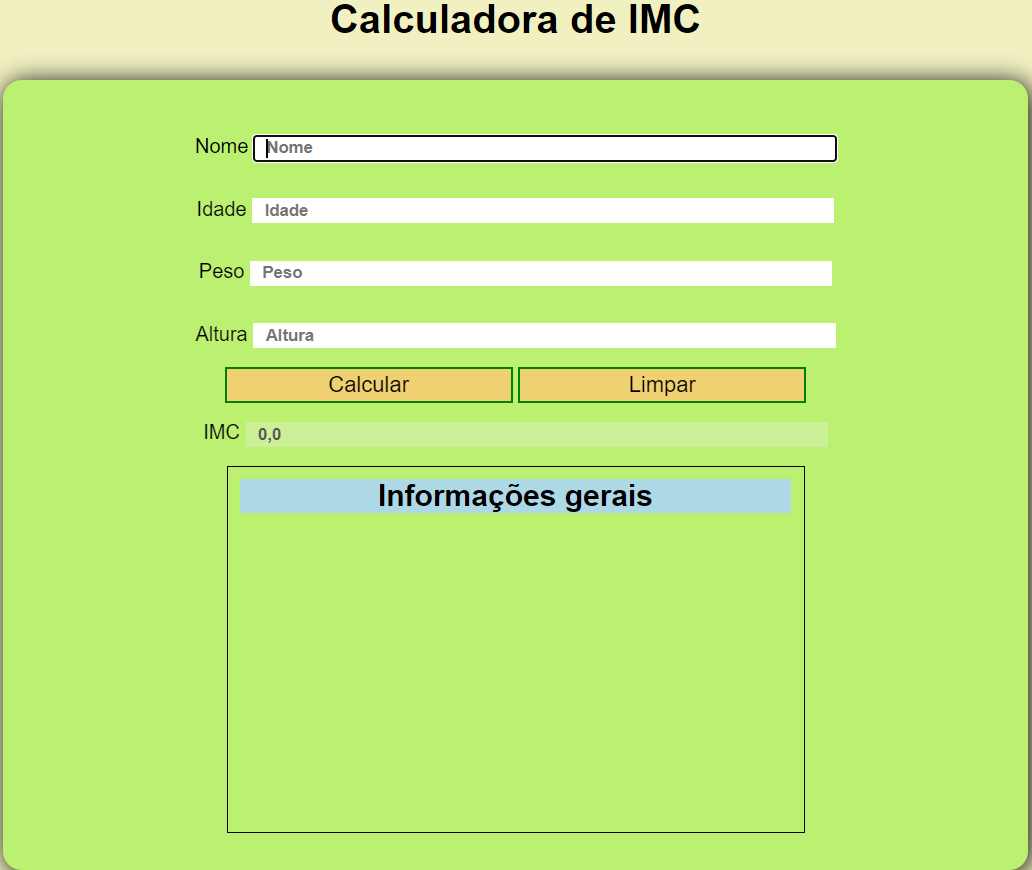 Calculadora de IMC
Nome Nome
Idade Idade
Peso Peso
Altura Altura
Calcular Limpar
IMC 0,0
Informações gerais